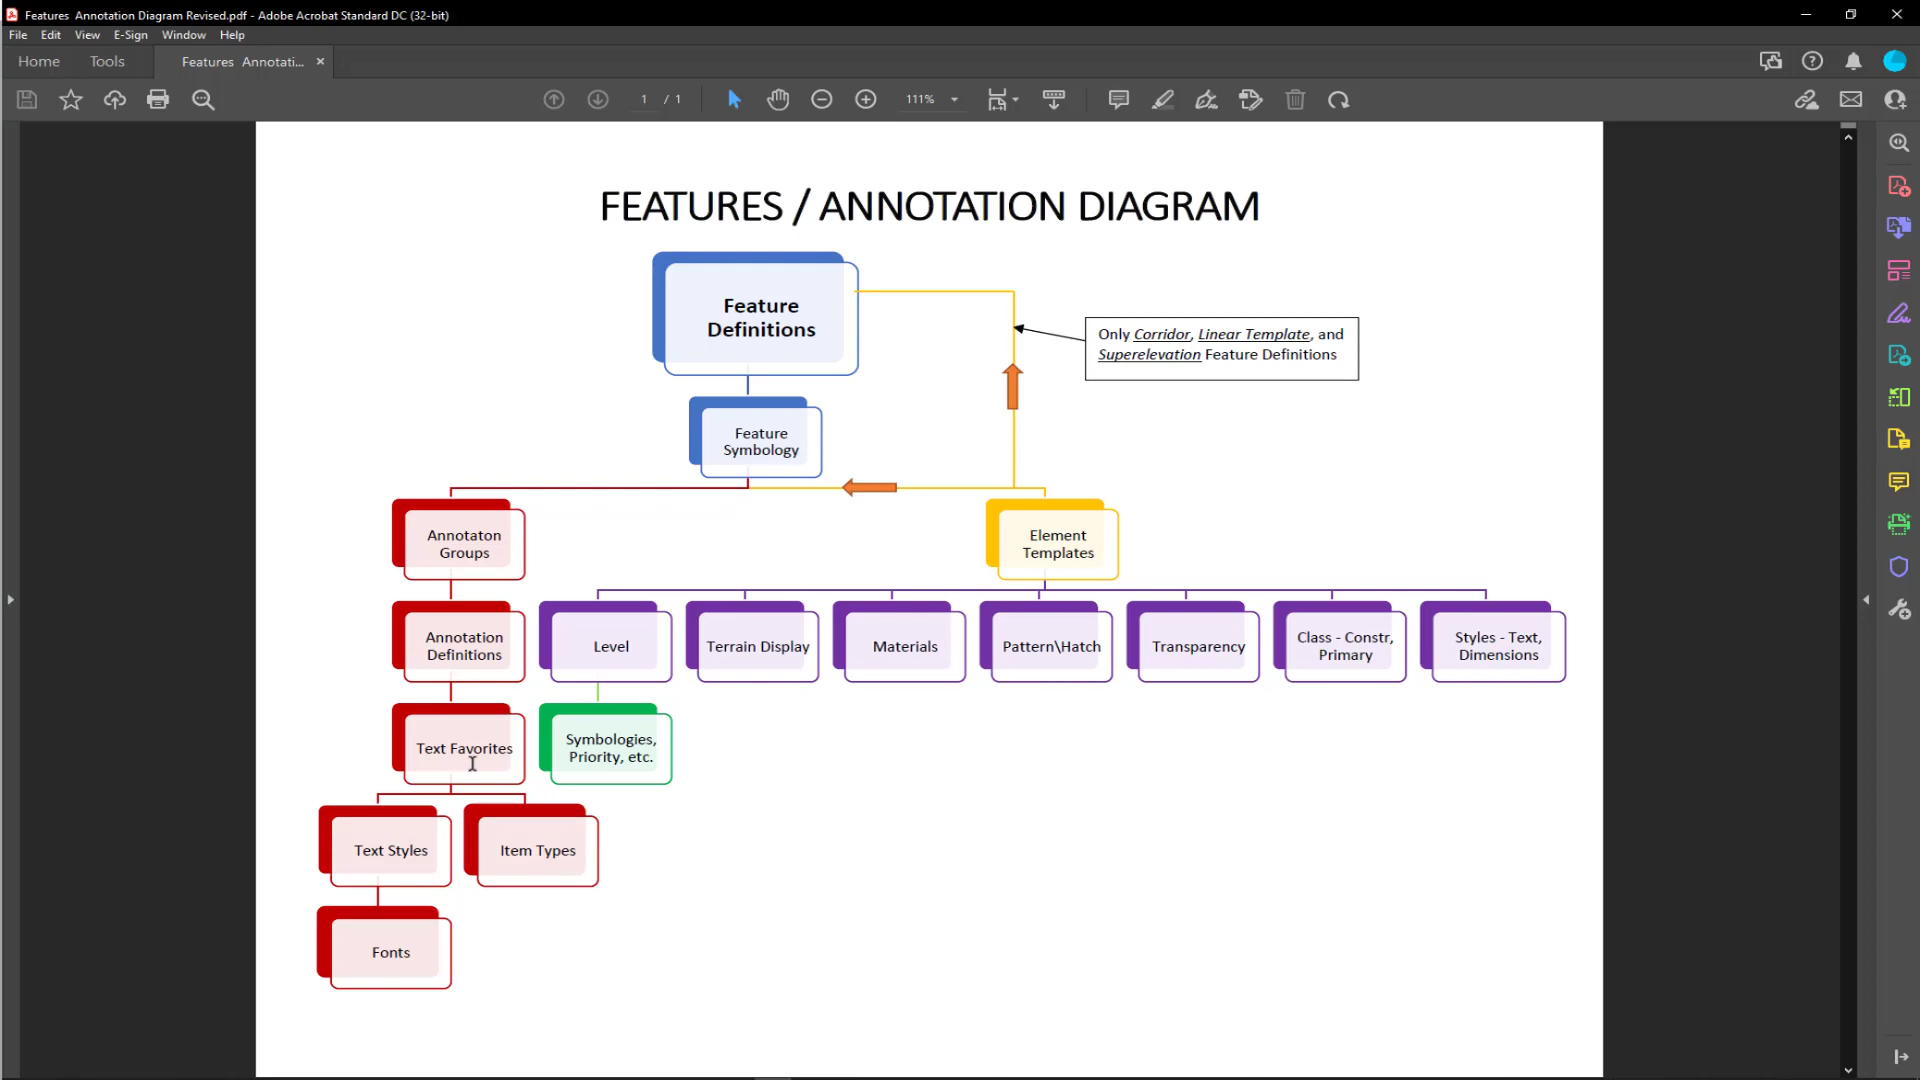 Features Annotation Diagram Revised.pdf - Adobe Acrobat Standard DC (32-bit)
File Edit View E-Sign Window Help
Home Tools Features Annotati... ×
1 / 1 111%
FEATURES / ANNOTATION DIAGRAM
Feature
Definitions
Only Corridor, Linear Template, and
Superelevation Feature Definitions
Feature
Symbology
Annotaton
Groups
Element
Templates
Annotation
Definitions
Level
Terrain Display
Materials
Pattern\Hatch
Transparency
Class - Constr,
Primary
Styles - Text,
Dimensions
Text Favorites
Symbologies,
Priority, etc.
Text Styles
Item Types
Fonts